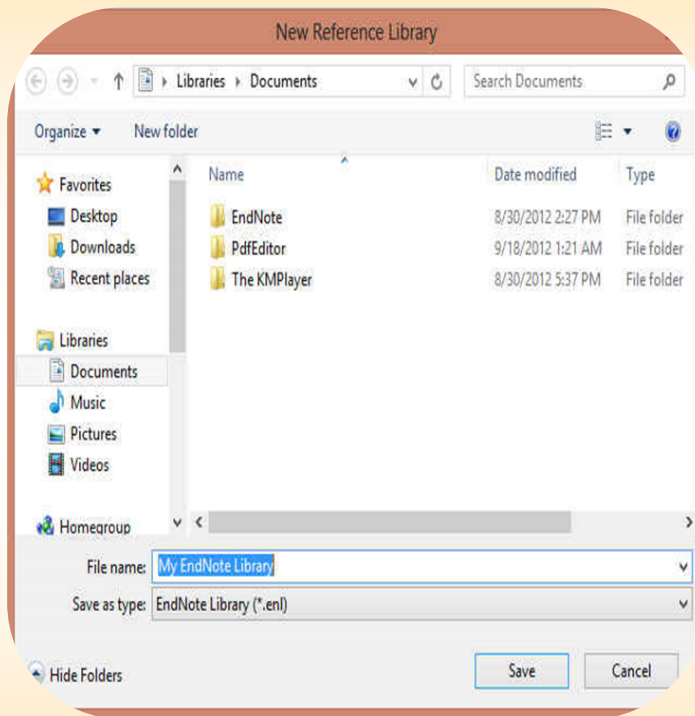 New Reference Library
Libraries Documents
Search Documents
Organize
New folder
Name
Date modified
Type
Favorites
Desktop
Downloads
Recent places
Libraries
Documents
Music
Pictures
Videos
Homegroup
EndNote 8/30/2012 2:27 PM File folder
PdfEditor 9/18/2012 1:21 AM File folder
The KMPlayer 8/30/2012 5:37 PM File folder
File name: My EndNote Library
Save as type: EndNote Library (*.enl)
Hide Folders
Save
Cancel